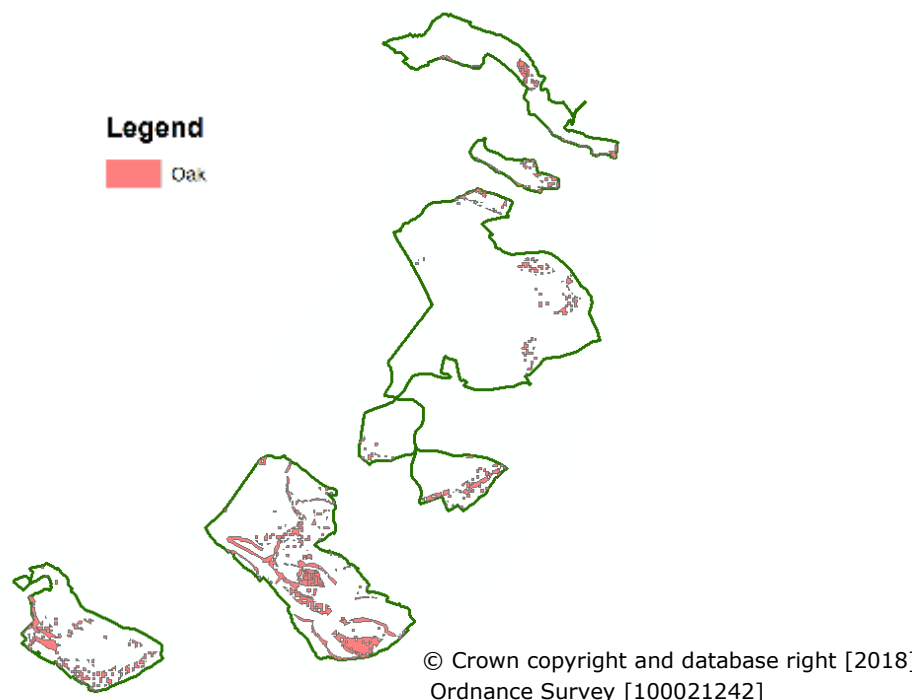 Legend
Oak
© Crown copyright and database right [2018]
Ordnance Survey [100021242]